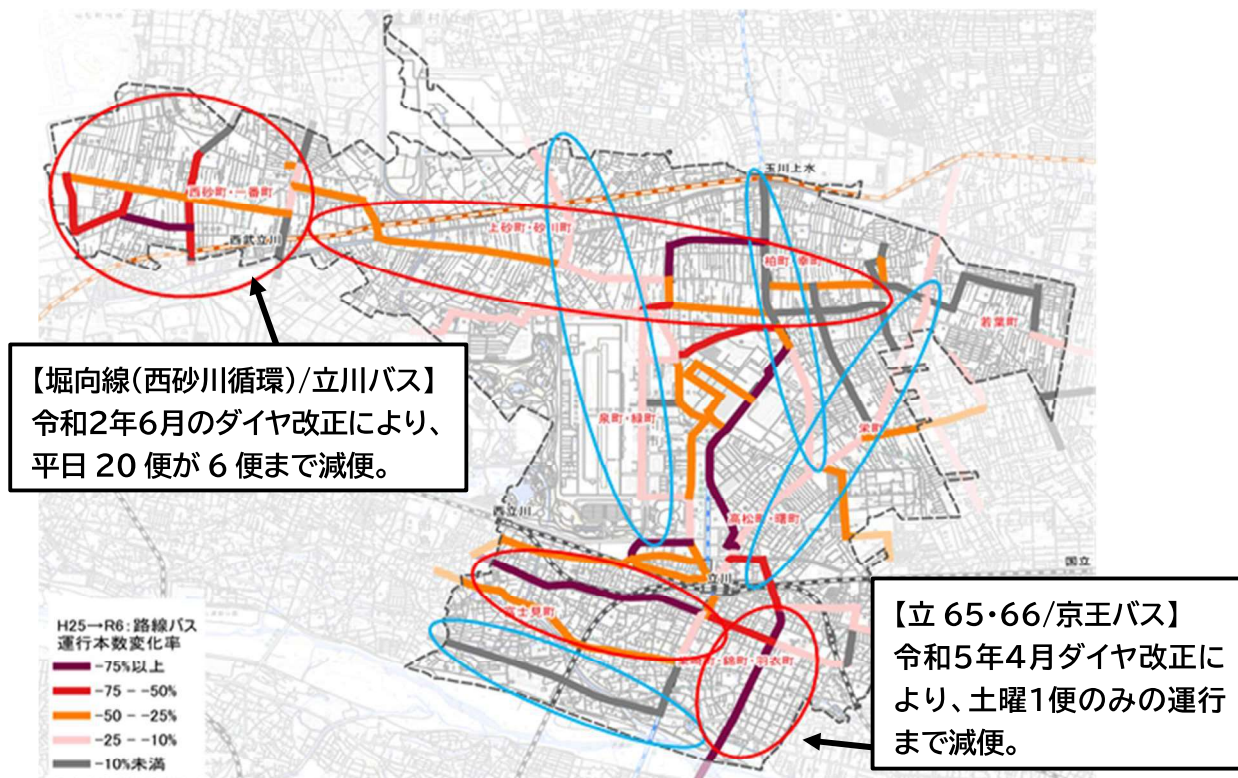 玉川上水
西砂町・一番町
上砂町・砂川町
西武立川
柏町・幸町
若葉町
【堀向線(西砂川循環)/立川バス】
令和2年6月のダイヤ改正により、
平日 20 便が 6 便まで減便。
泉町・緑町
栄町
西立川
高松町・曙町
国立
立川
富士見町
錦町・羽衣町
【立 65・66/京王バス】
令和5年4月ダイヤ改正に
より、土曜1便のみの運行
まで減便。
H25→R6:路線バス
運行本数変化率
-75%以上
-75 - -50%
-50 - -25%
-25 - -10%
-10%未満